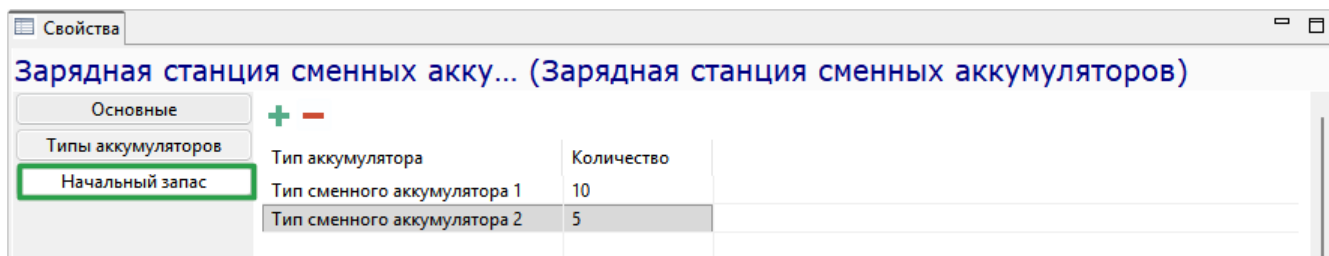 Свойства
Зарядная станция сменных акку... (Зарядная станция сменных аккумуляторов)
Основные
Типы аккумуляторов
Начальный запас
Тип аккумулятора Количество
Тип сменного аккумулятора 1 10
Тип сменного аккумулятора 2 5